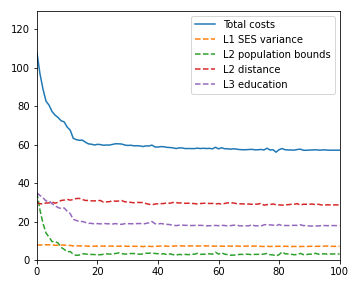 120
100
80
60
40
20
0
0 20 40 60 80 100
Total costs
L1 SES variance
L2 population bounds
L2 distance
L3 education